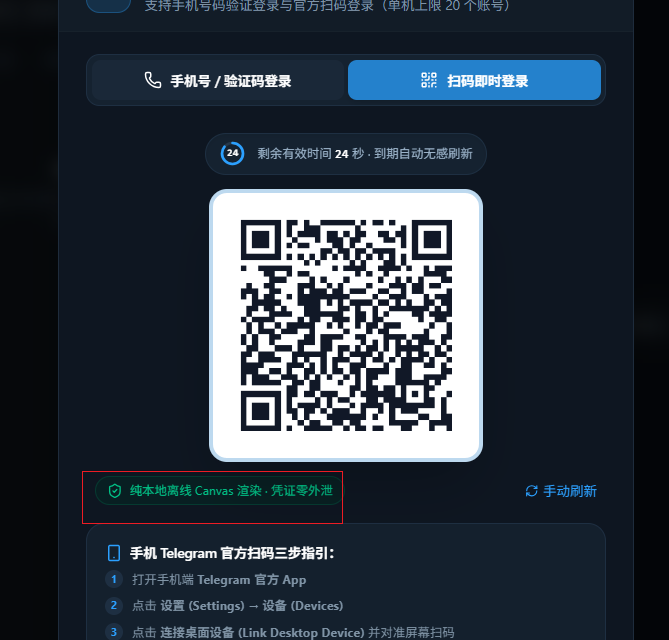 支持手机号码验证登录与官方扫码登录（单机上限 20 个账号）
手机号 / 验证码登录
扫码即时登录
24
剩余有效时间 24 秒 · 到期自动无感刷新
纯本地离线 Canvas 渲染 · 凭证零外泄
手动刷新
手机 Telegram 官方扫码三步指引：
1 打开手机端 Telegram 官方 App
2 点击 设置 (Settings) → 设备 (Devices)
3 点击 连接桌面设备 (Link Desktop Device) 并对准屏幕扫码